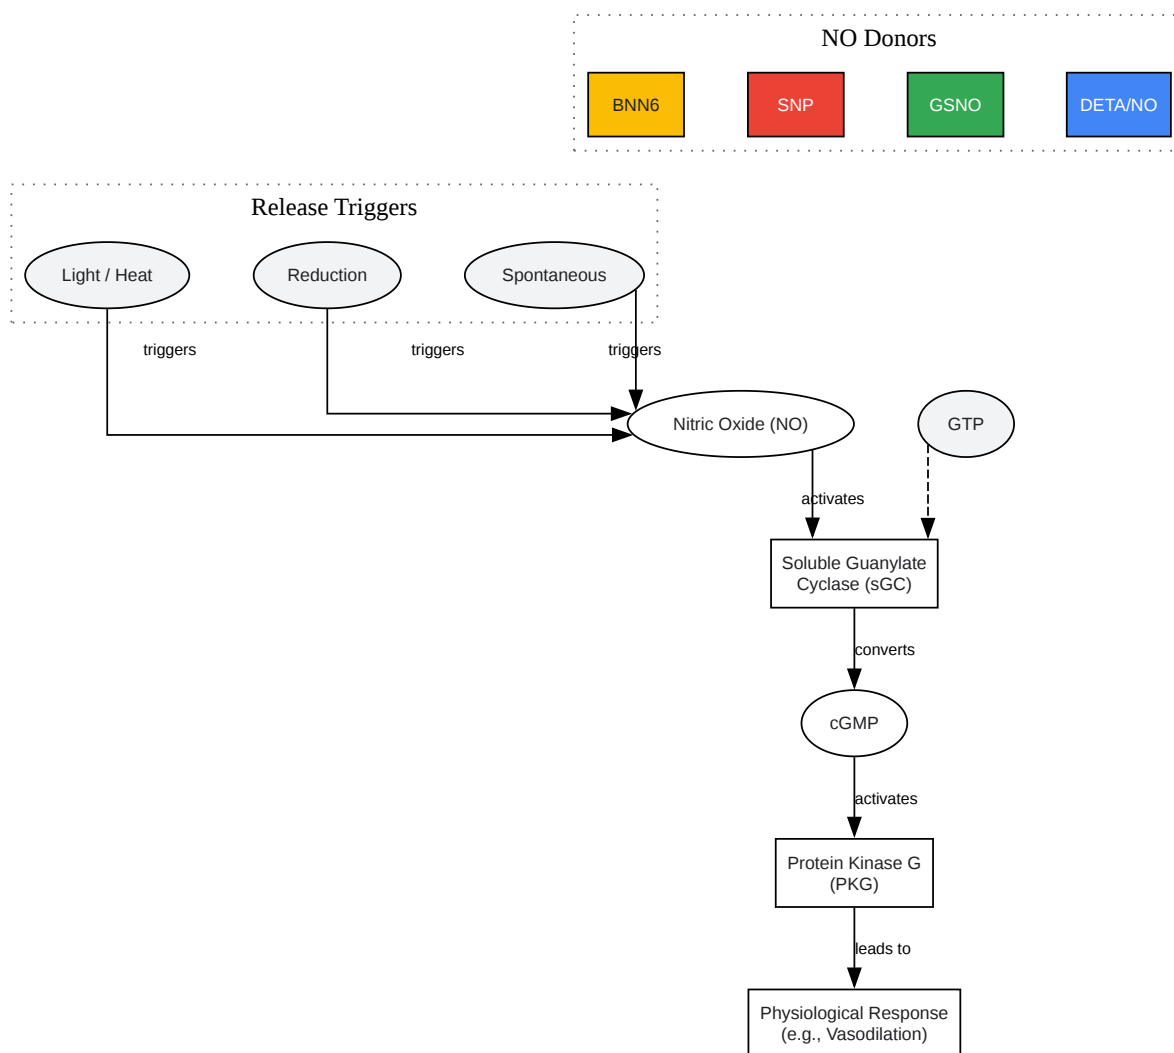 NO Donors
BNN6
SNP
GSNO
DETA/NO
Release Triggers
Light / Heat
Reduction
Spontaneous
triggers
triggers
triggers
Nitric Oxide (NO)
GTP
activates
Soluble Guanylate
Cyclase (sGC)
converts
cGMP
activates
Protein Kinase G
(PKG)
leads to
Physiological Response
(e.g., Vasodilation)